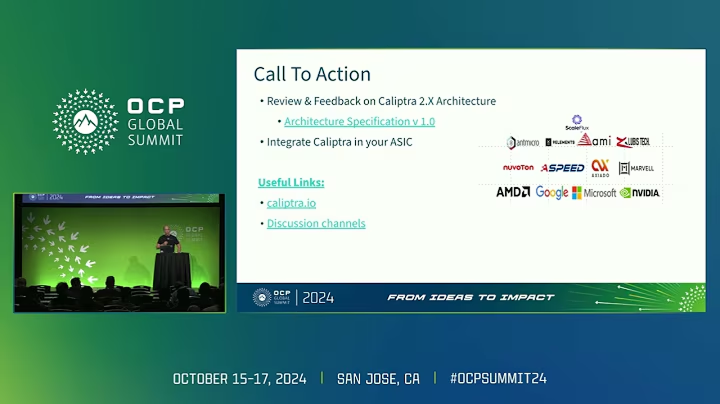 OCP
GLOBAL
SUMMIT
Call To Action
• Review & Feedback on Caliptra 2.X Architecture
• Architecture Specification v 1.0
• Integrate Caliptra in your ASIC
Useful Links:
• caliptra.io
• Discussion channels
ScaleFlux
antmicro
9ELEMENTS
ami
LUBIS TECH.
nuvoTon
ASPEED
AXIADO
MARVELL
AMD
Google
Microsoft
NVIDIA
OCP
GLOBAL
SUMMIT
2024
FROM IDEAS TO IMPACT
2024
FROM IDEAS TO IMPACT
OCP
OCTOBER 15-17, 2024 | SAN JOSE, CA | #OCPSUMMIT24